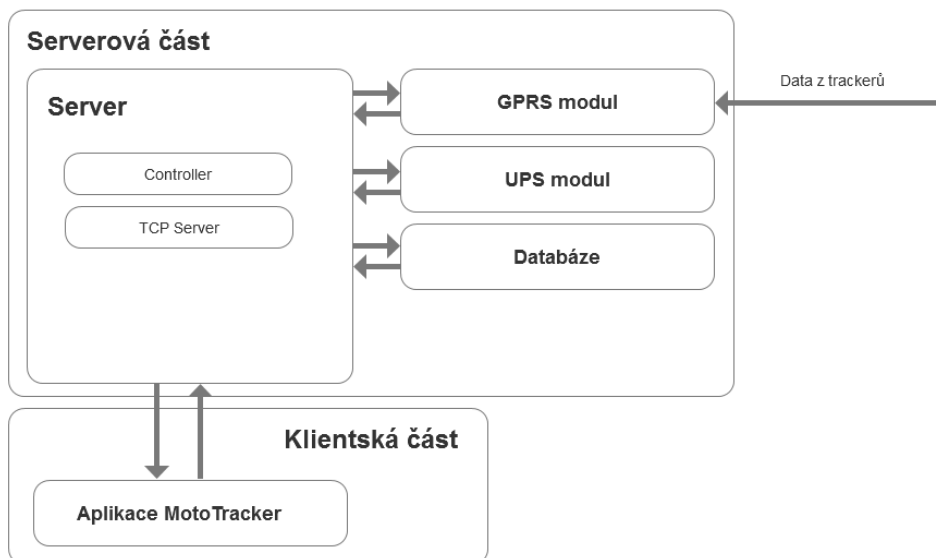 Serverová část
Server
Controller
TCP Server
GPRS modul
UPS modul
Databáze
Data z trackerů
Klientská část
Aplikace MotoTracker